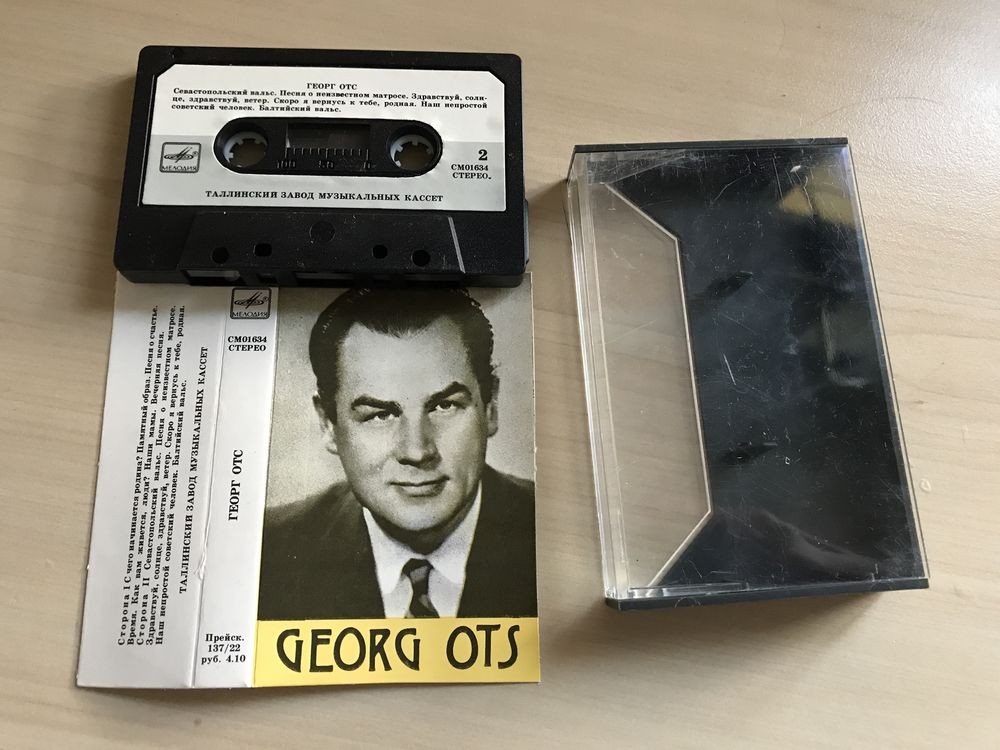 ГЕОРГ ОТС
Севастопольский вальс. Песня о неизвестном матросе. Здравствуй, солн-
це, здравствуй, ветер. Скоро я вернусь к тебе, родная. Наш непростой
советский человек. Балтийский вальс.
МЕЛОДИЯ
100 50 0
2
СМ01634
СТЕРЕО.
ТАЛЛИНСКИЙ ЗАВОД МУЗЫКАЛЬНЫХ КАССЕТ
Сторона I С чего начинается родина? Памятный образ. Песня о счастье.
Время. Как вам живется, люди? Наши мамы. Вечерняя песня.
Сторона II Севастопольский вальс. Песня о неизвестном матросе.
Здравствуй, солнце, здравствуй, ветер. Скоро я вернусь к тебе, родная.
Наш непростой советский человек. Балтийский вальс.
ТАЛЛИНСКИЙ ЗАВОД МУЗЫКАЛЬНЫХ КАССЕТ
МЕЛОДИЯ
СМ01634
СТЕРЕО
ГЕОРГ ОТС
Прейск.
137/22
руб. 4.10
GEORG OTS